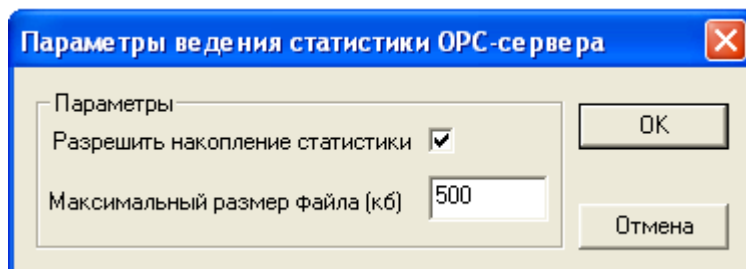 Параметры ведения статистики OPC-сервера
Параметры
Разрешить накопление статистики
OK
Максимальный размер файла (кб)
500
Отмена